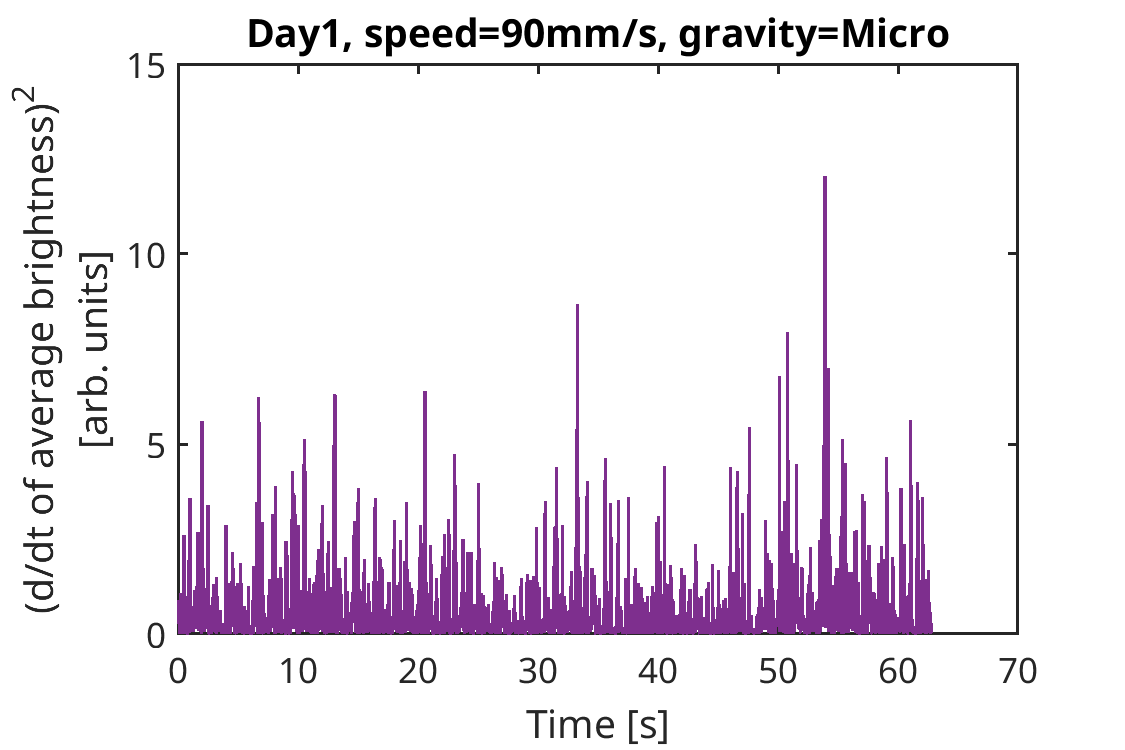 Day1, speed=90mm/s, gravity=Micro
(d/dt of average brightness)²
[arb. units]
15
10
5
0
0 10 20 30 40 50 60 70
Time [s]